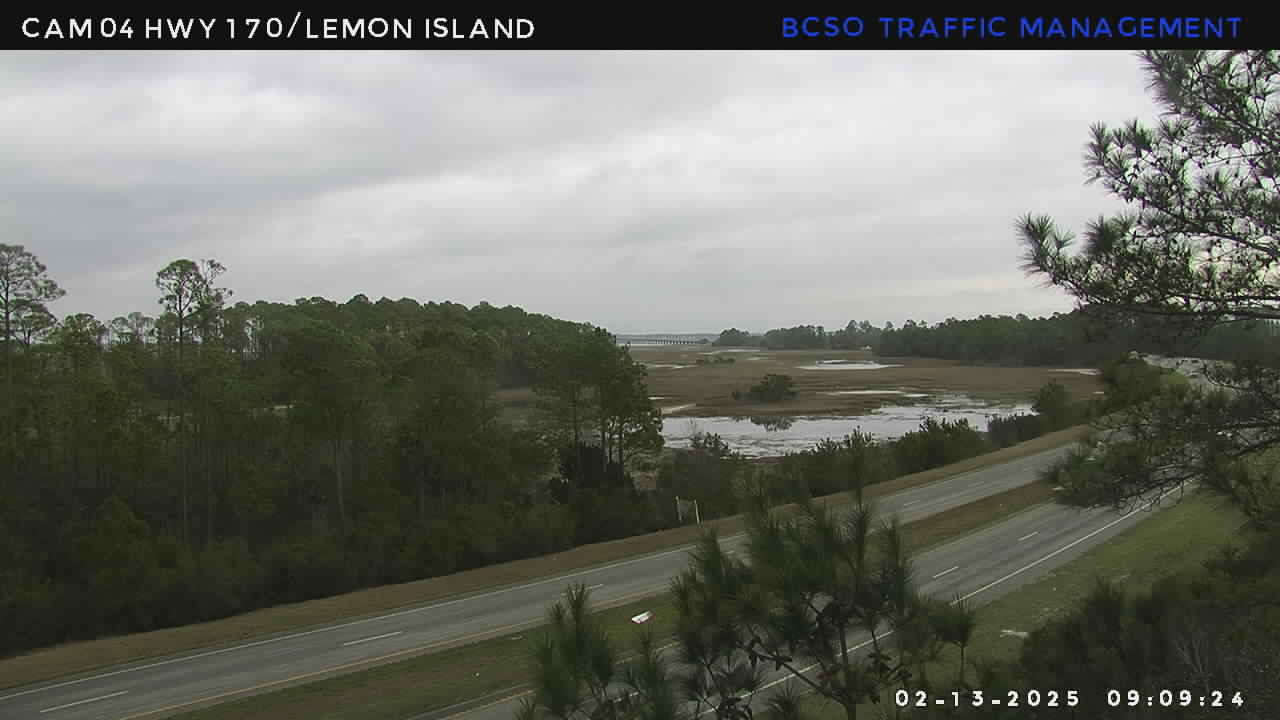 CAM04 HWY 170/LEMON ISLAND
BCSO TRAFFIC MANAGEMENT
02-13-2025 09:09:24